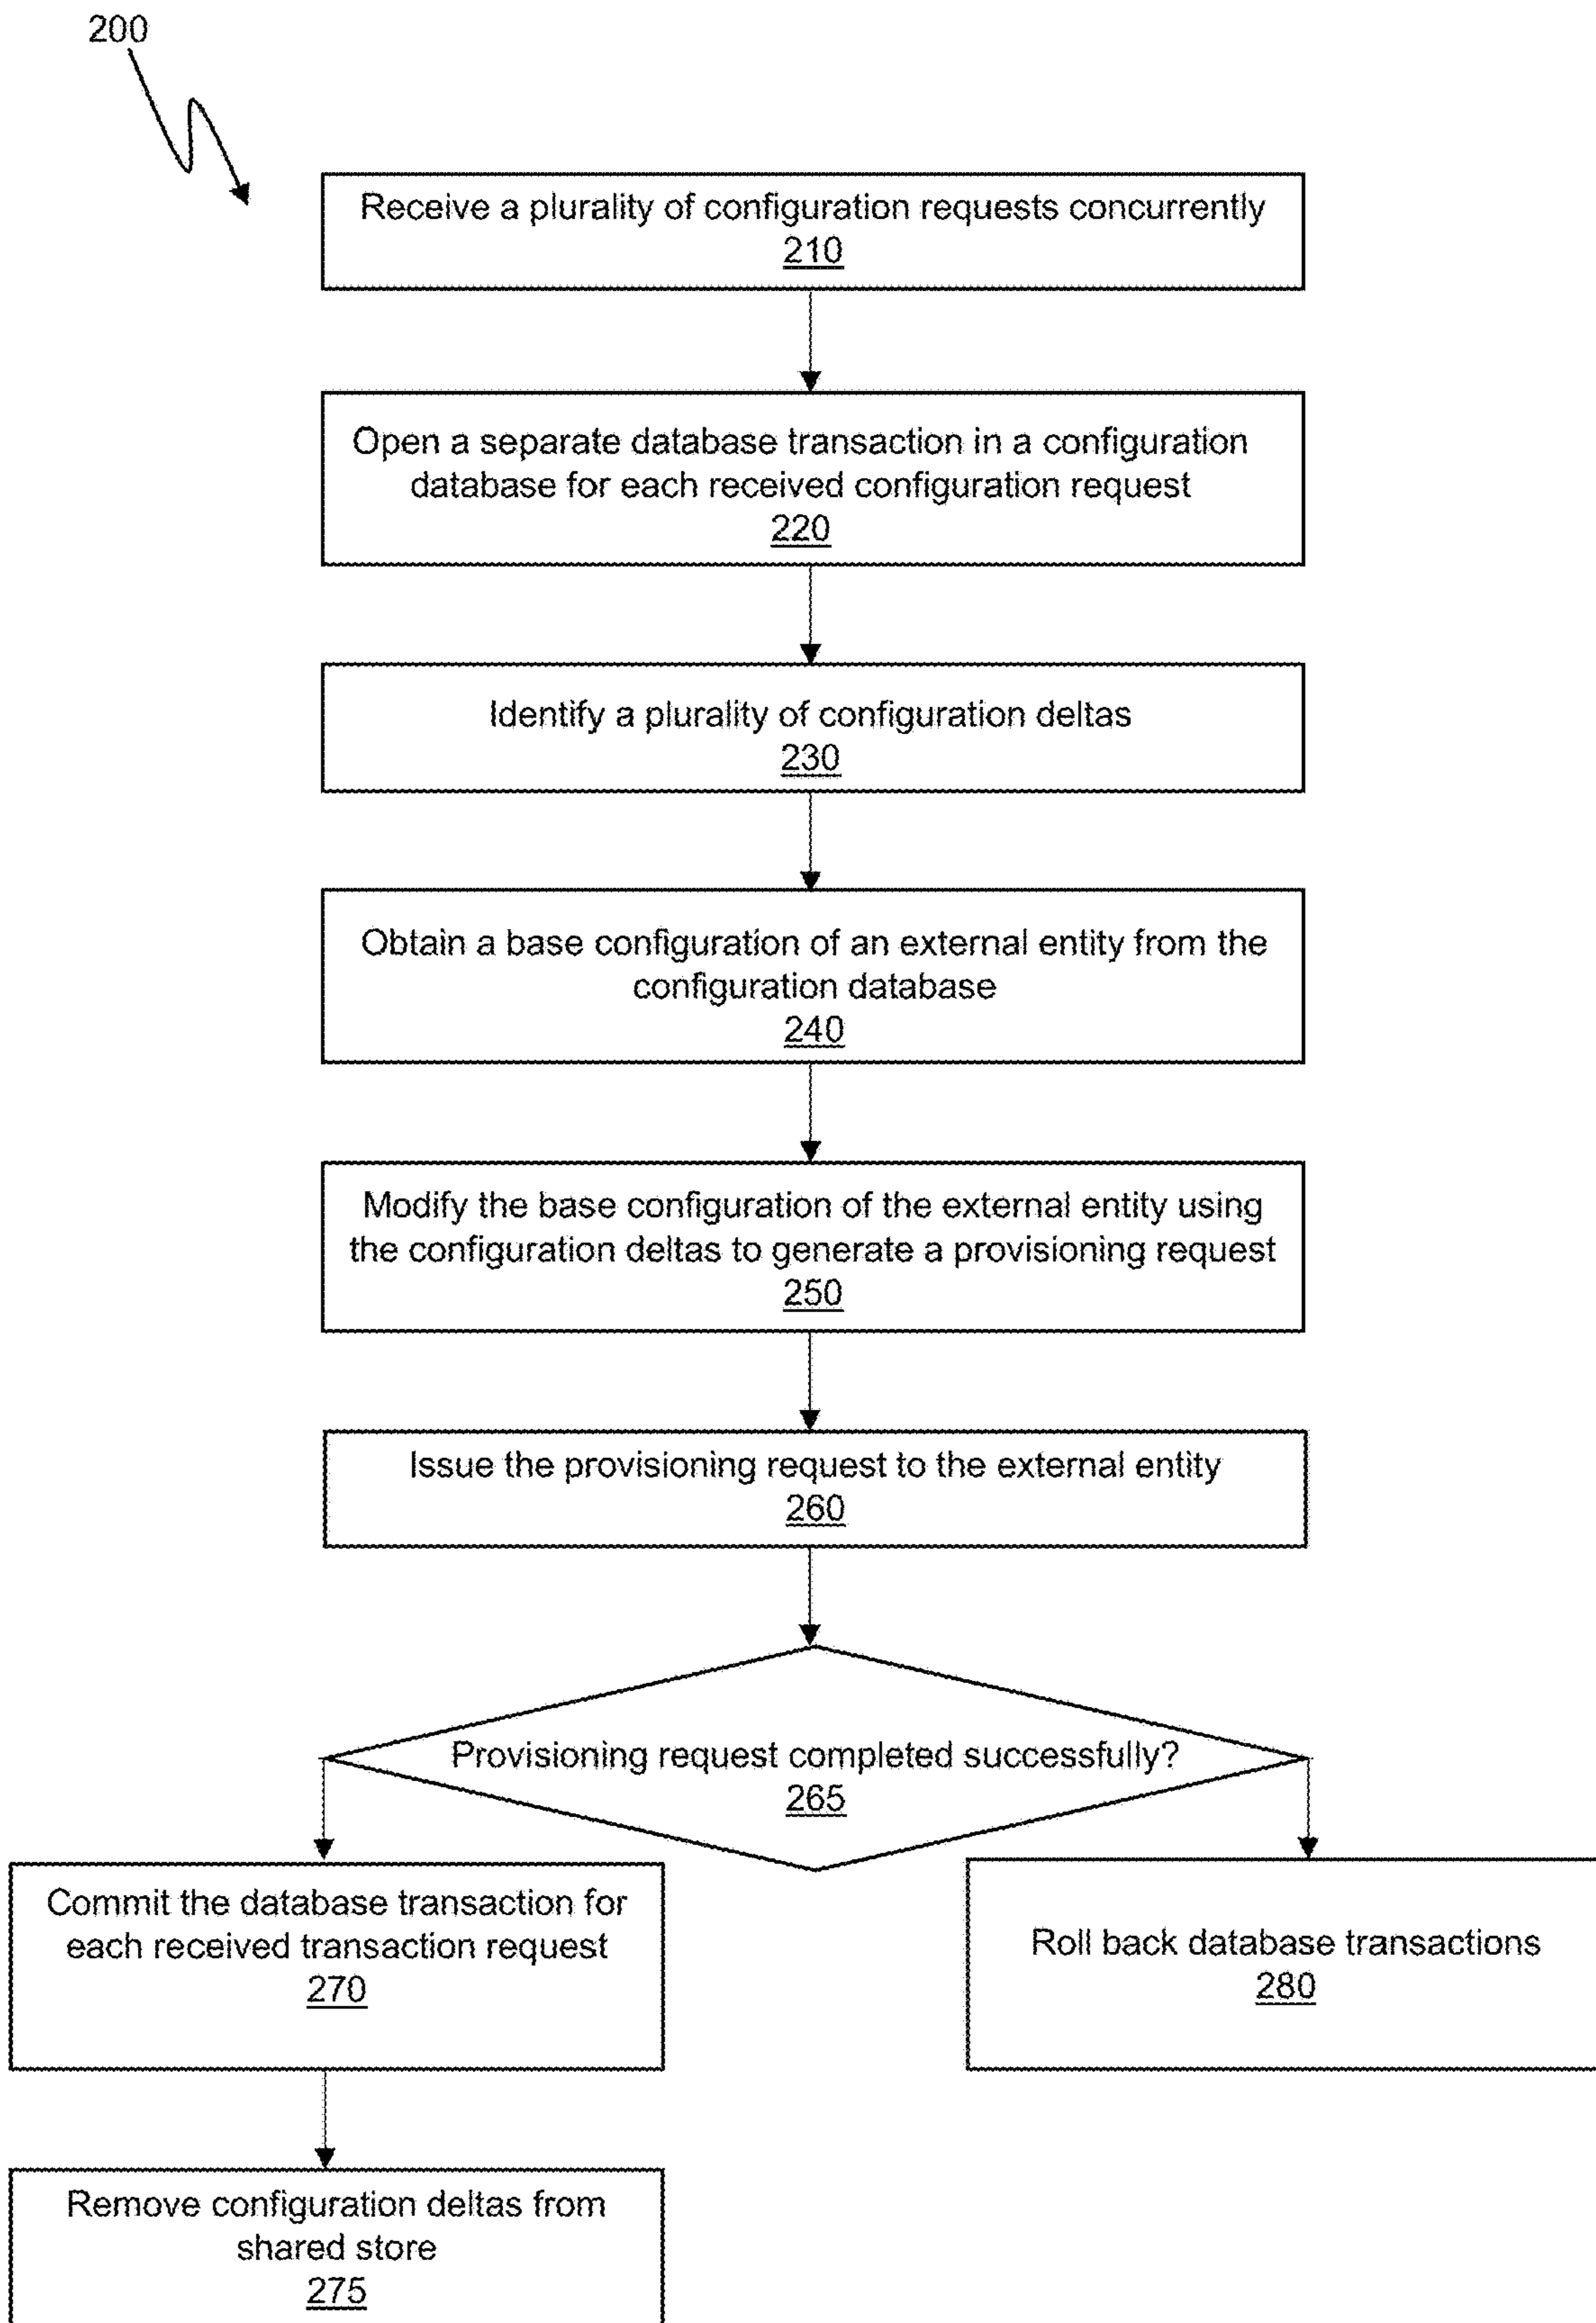 200
Receive a plurality of configuration requests concurrently
210
Open a separate database transaction in a configuration
database for each received configuration request
220
Identify a plurality of configuration deltas
230
Obtain a base configuration of an external entity from the
configuration database
240
Modify the base configuration of the external entity using
the configuration deltas to generate a provisioning request
250
Issue the provisioning request to the external entity
260
Provisioning request completed successfully?
265
Commit the database transaction for
each received transaction request
270
Roll back database transactions
280
Remove configuration deltas from
shared store
275